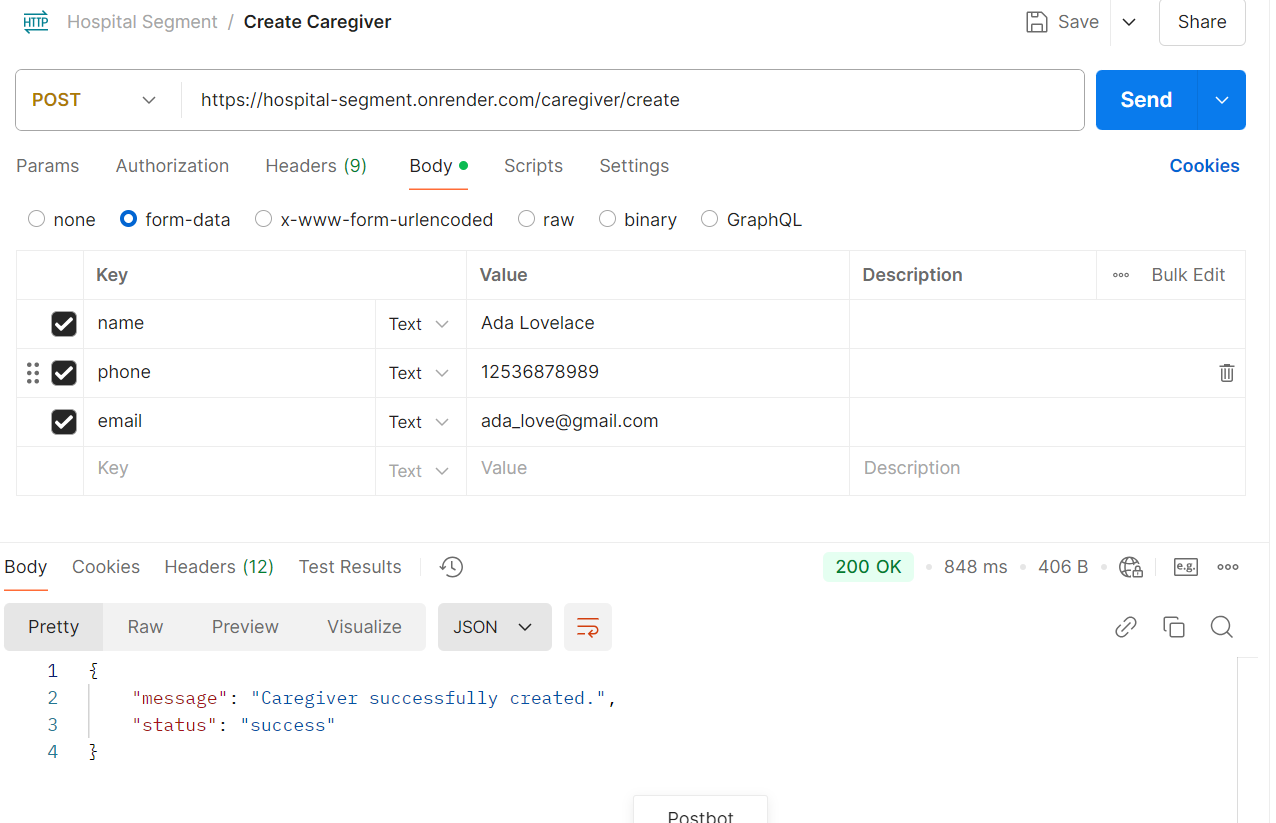 HTTP Hospital Segment / Create Caregiver Save Share
POST https://hospital-segment.onrender.com/caregiver/create Send
Params Authorization Headers (9) Body Scripts Settings Cookies
none form-data x-www-form-urlencoded raw binary GraphQL
Key Value Description Bulk Edit
name Text Ada Lovelace
phone Text 12536878989
email Text ada_love@gmail.com
Key Text Value Description
Body Cookies Headers (12) Test Results 200 OK 848 ms 406 B e.g.
Pretty Raw Preview Visualize JSON
1 {
2 "message": "Caregiver successfully created.",
3 "status": "success"
4 }
Postbot